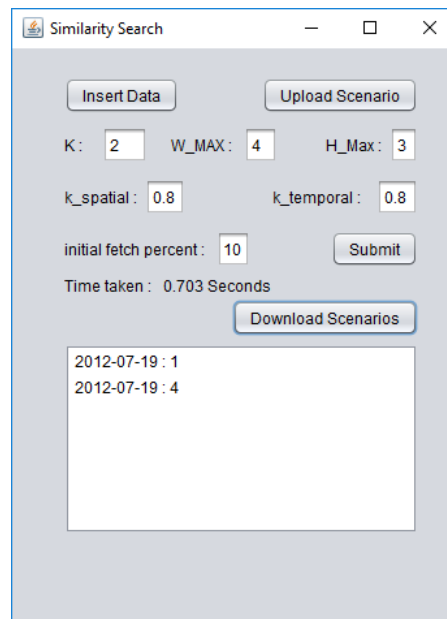 Similarity Search
Insert Data Upload Scenario
K : 2 W_MAX : 4 H_Max : 3
k_spatial : 0.8 k_temporal : 0.8
initial fetch percent : 10 Submit
Time taken : 0.703 Seconds
Download Scenarios
2012-07-19 : 1
2012-07-19 : 4